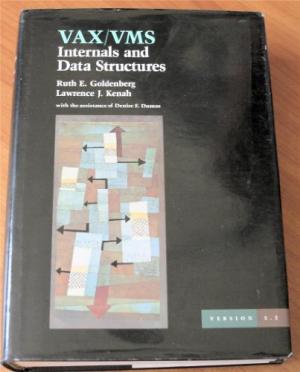 VAX/VMS
Internals and
Data Structures
Ruth E. Goldenberg
Lawrence J. Kenah
with the assistance of Denise E. Dumas
VERSION 5.2